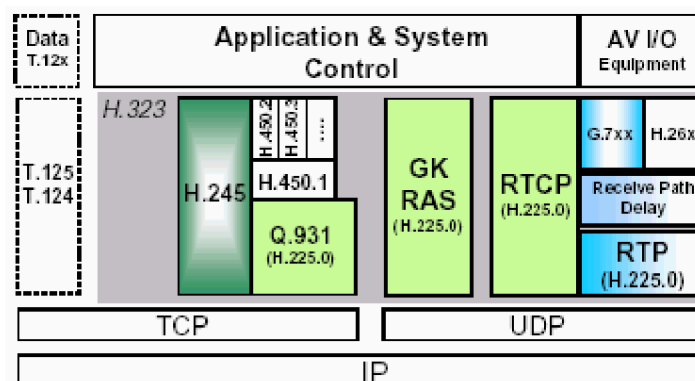 Data
T.12x
Application & System
Control
AV I/O
Equipment
H.323
T.125
T.124
H.245
H.450.2
H.450.3
....
H.450.1
Q.931
(H.225.0)
GK
RAS
(H.225.0)
RTCP
(H.225.0)
G.7xx
H.26x
Receive Path
Delay
RTP
(H.225.0)
TCP
UDP
IP